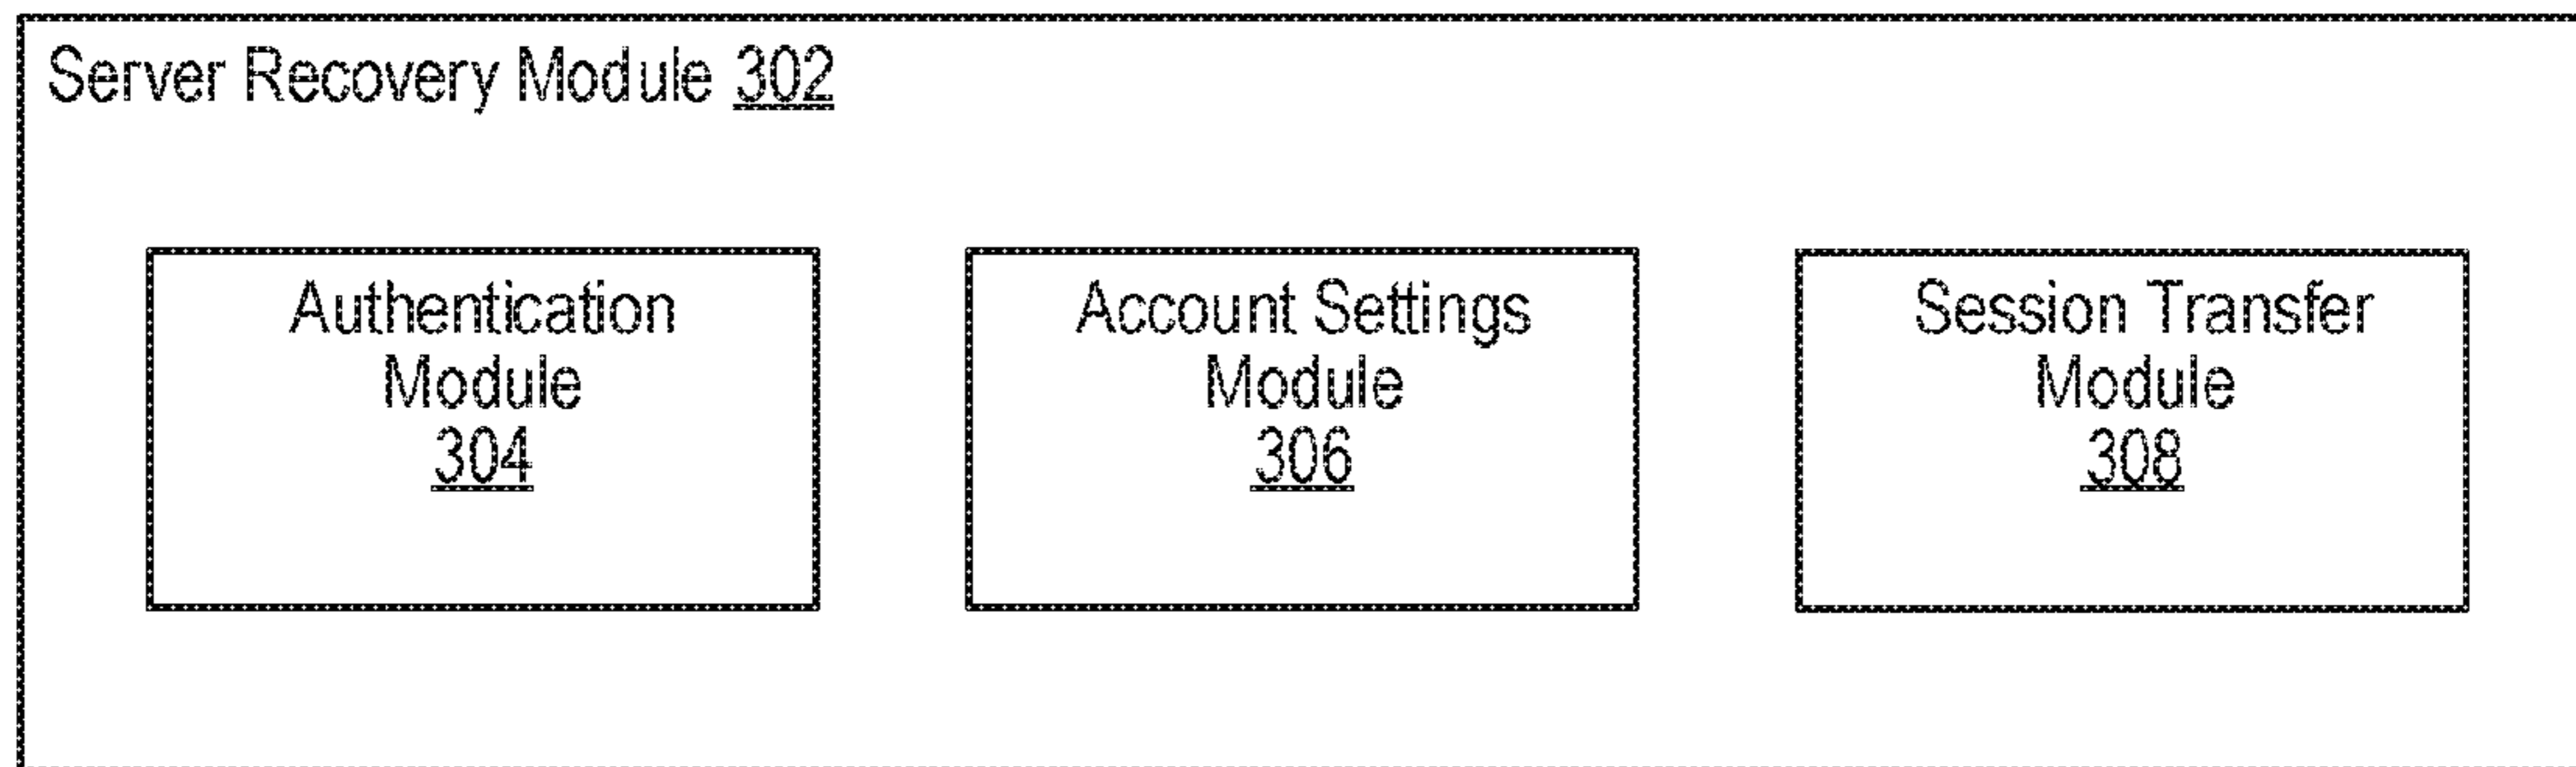 Server Recovery Module 302
Authentication
Module
304
Account Settings
Module
306
Session Transfer
Module
308